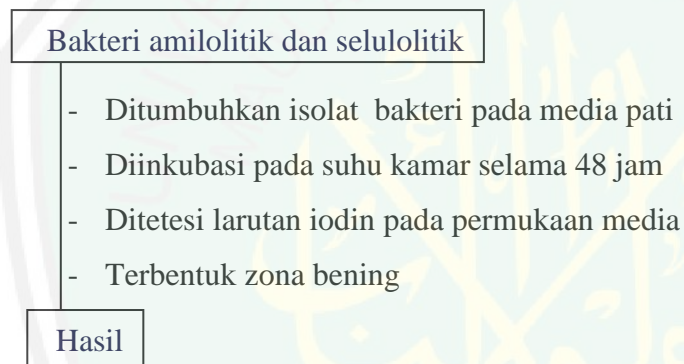 Bakteri amilolitik dan selulolitik
- Ditumbuhkan isolat bakteri pada media pati
- Diinkubasi pada suhu kamar selama 48 jam
- Ditetesi larutan iodin pada permukaan media
- Terbentuk zona bening
Hasil